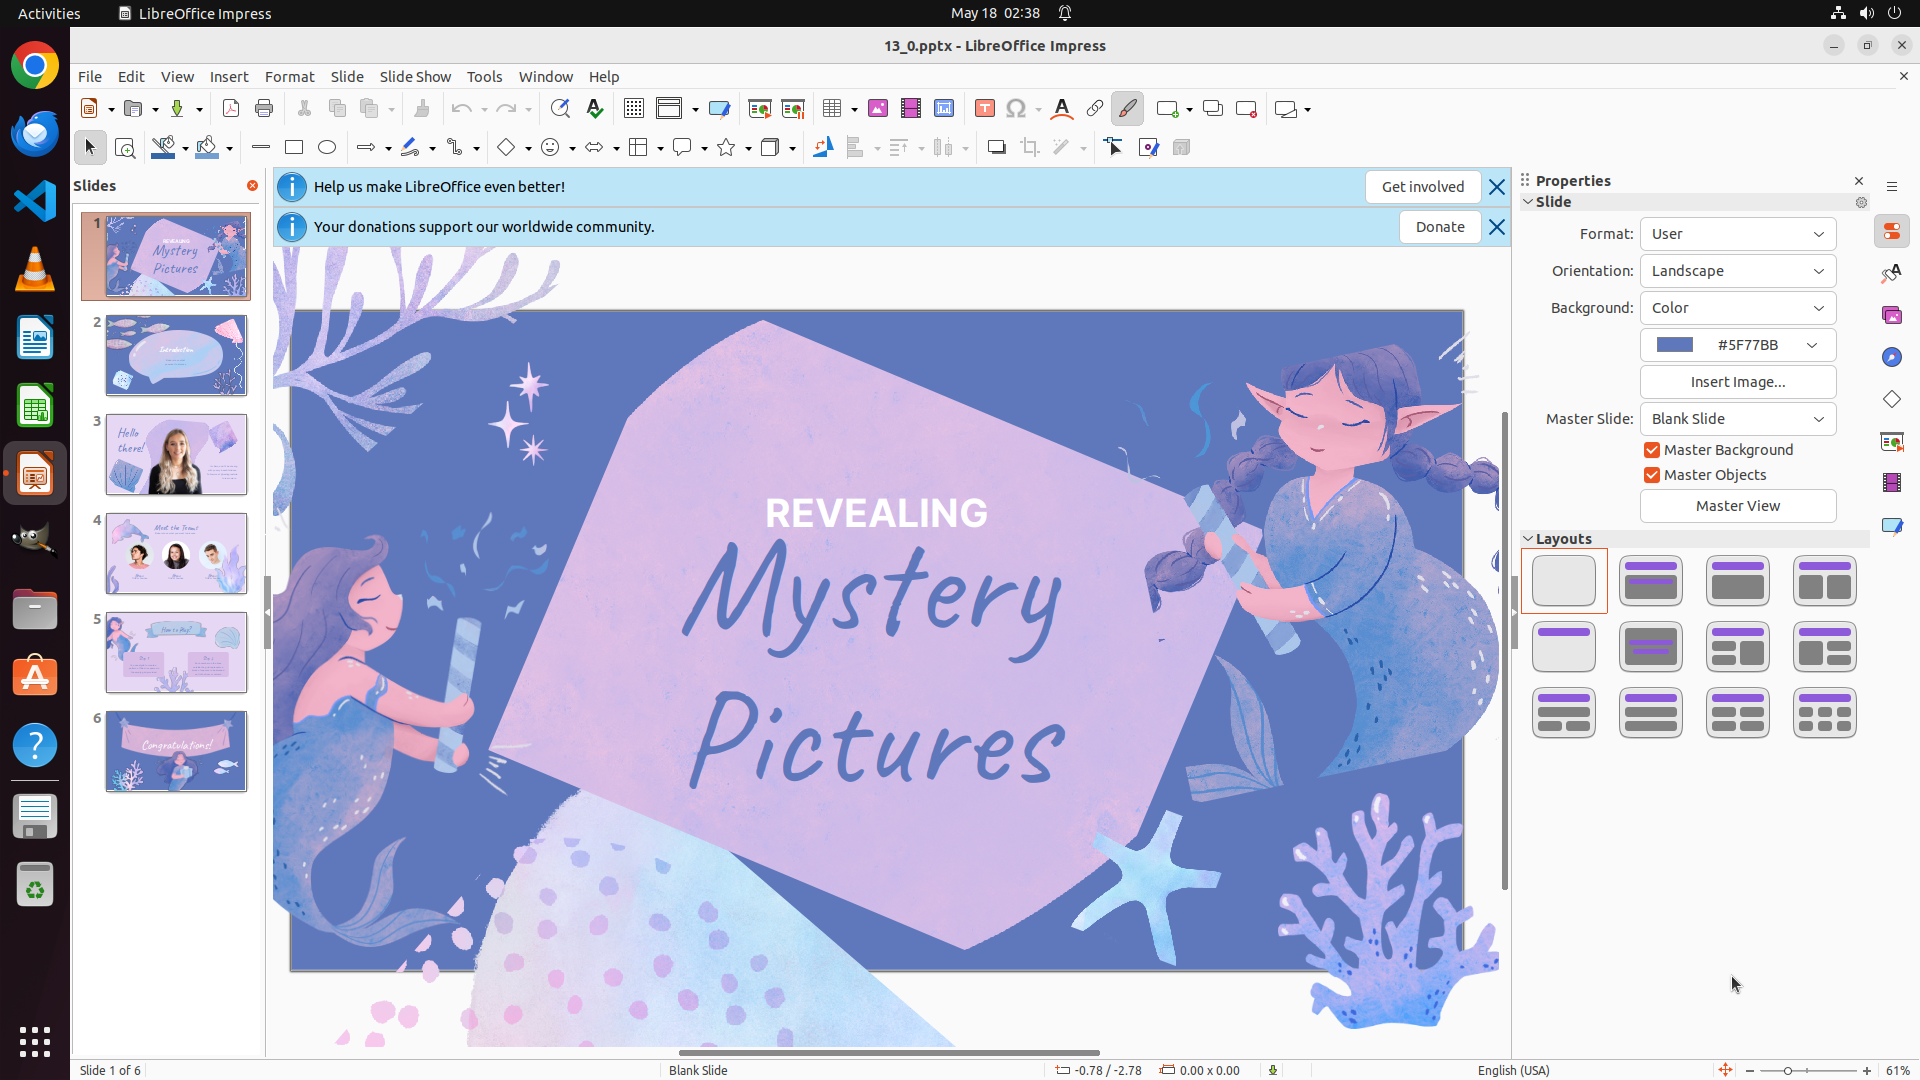 Activities
LibreOffice Impress
May 18 02:38
13_0.pptx - LibreOffice Impress
File Edit View Insert Format Slide Slide Show Tools Window Help
Slides
Help us make LibreOffice even better!
Get involved
Your donations support our worldwide community.
Donate
REVEALING
Mystery
Pictures
1
REVEALING
Mystery
Pictures
2
Introduction
3
Hello
there!
4
Meet the Team!
5
How to Play?
6
Congratulations!
Properties
Slide
Format: User
Orientation: Landscape
Background: Color
#5F77BB
Insert Image...
Master Slide: Blank Slide
Master Background
Master Objects
Master View
Layouts
Slide 1 of 6
Blank Slide
-0.78 / -2.78
0.00 x 0.00
English (USA)
61%